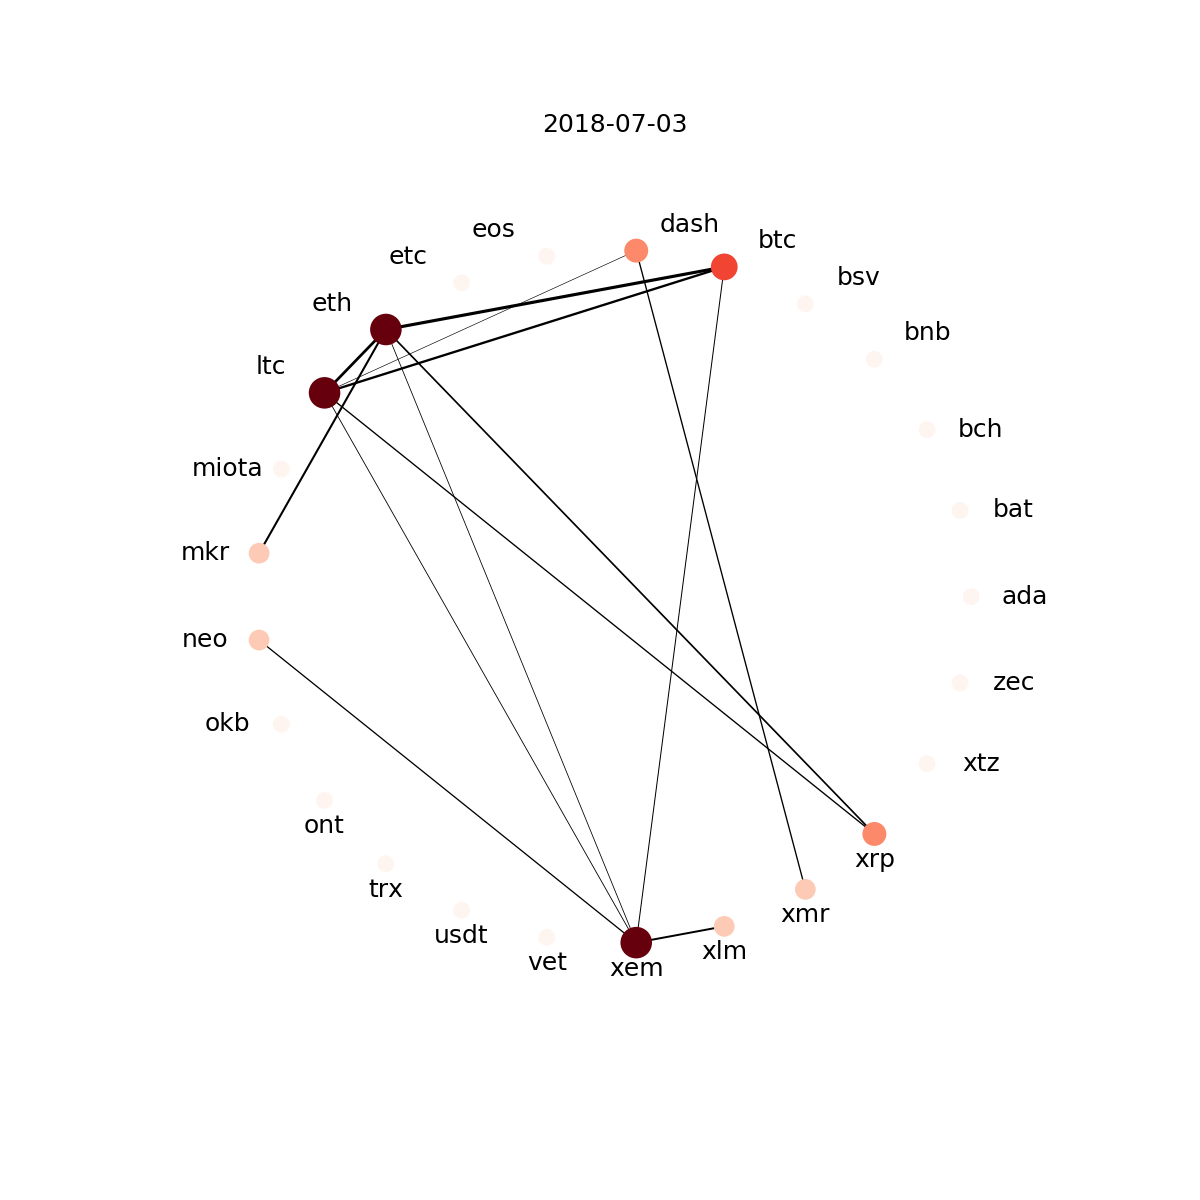 2018-07-03
dash
eos
btc
etc
bsv
eth
bnb
ltc
bch
miota
bat
mkr
ada
neo
zec
okb
xtz
ont
xrp
trx
xmr
usdt
xlm
vet
xem